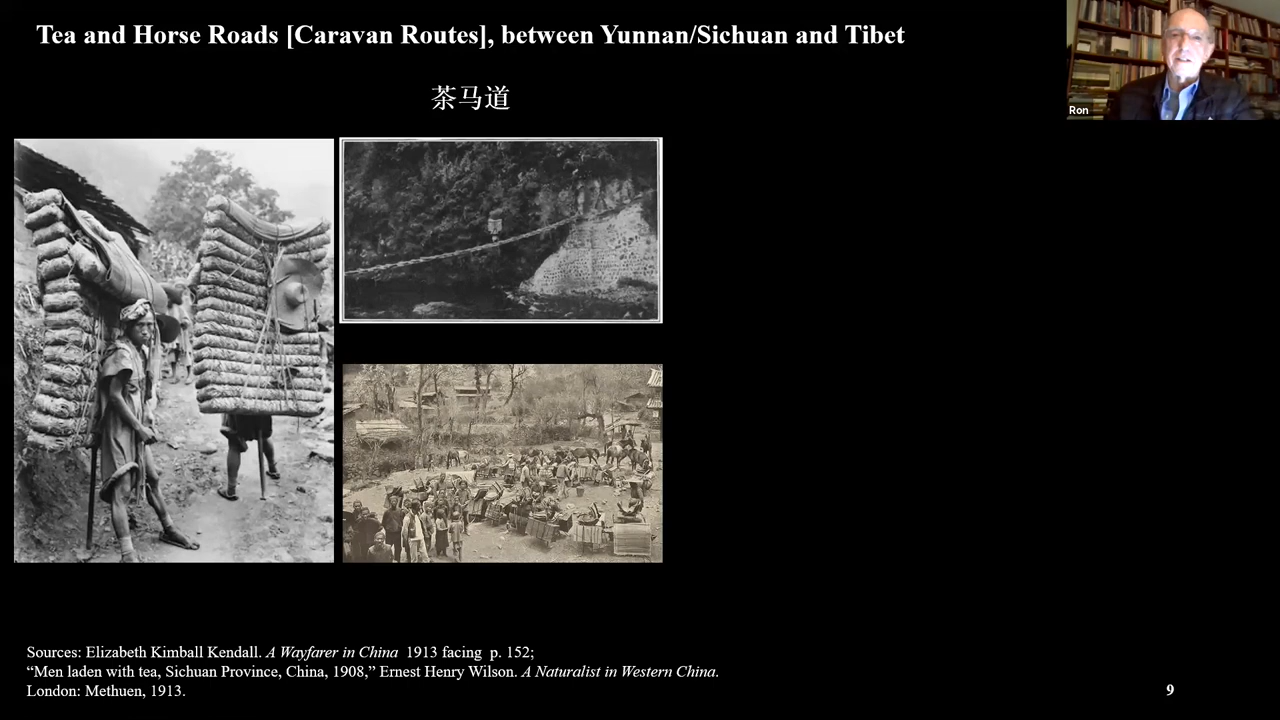 Tea and Horse Roads [Caravan Routes], between Yunnan/Sichuan and Tibet
茶马道
Ron
Sources: Elizabeth Kimball Kendall. A Wayfarer in China 1913 facing p. 152;
“Men laden with tea, Sichuan Province, China, 1908,” Ernest Henry Wilson. A Naturalist in Western China.
London: Methuen, 1913.
9